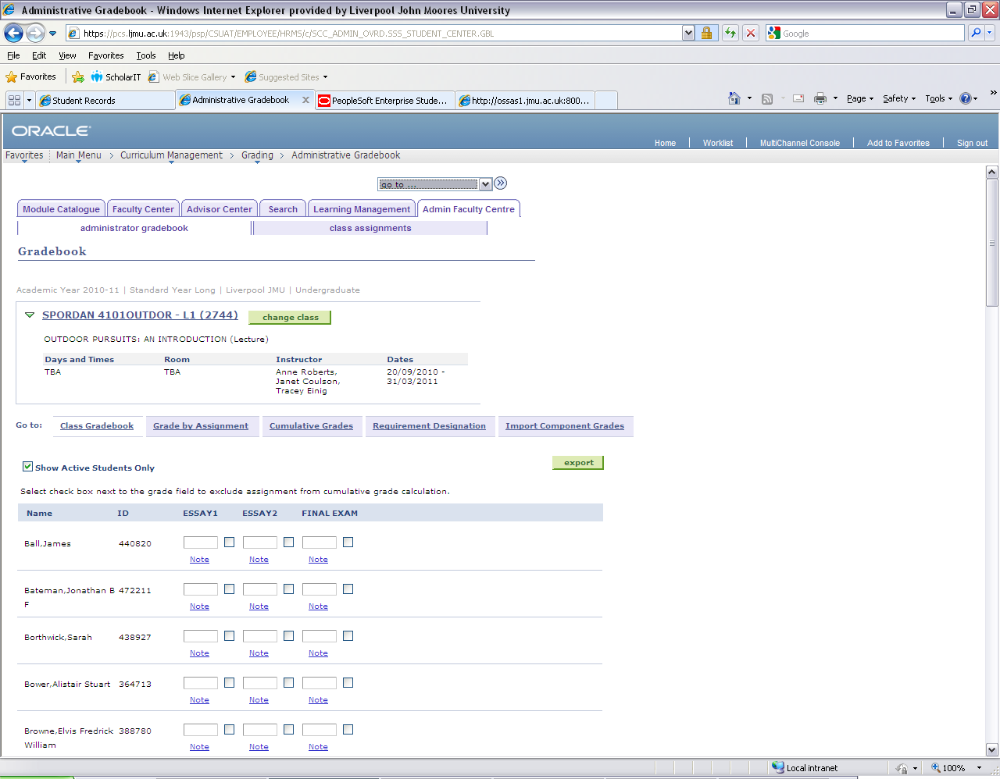 Administrative Gradebook - Windows Internet Explorer provided by Liverpool John Moores University
https://pcs.ljmu.ac.uk:1943/psp/CSUAT/EMPLOYEE/HRMS/c/SCC_ADMIN_OVRD.SSS_STUDENT_CENTER.GBL
Google
File Edit View Favorites Tools Help
Favorites ScholarIT Web Slice Gallery Suggested Sites
Student Records Administrative Gradebook PeopleSoft Enterprise Stude... http://ossas1.jmu.ac.uk:800... Page Safety Tools
ORACLE
Home Worklist MultiChannel Console Add to Favorites Sign out
Favorites Main Menu > Curriculum Management > Grading > Administrative Gradebook
go to ...
Module Catalogue Faculty Center Advisor Center Search Learning Management Admin Faculty Centre
administrator gradebook class assignments
Gradebook
Academic Year 2010-11 | Standard Year Long | Liverpool JMU | Undergraduate
SPORDAN 4101OUTDOR - L1 (2744) change class
OUTDOOR PURSUITS: AN INTRODUCTION (Lecture)
Days and Times Room Instructor Dates
TBA TBA Anne Roberts, 20/09/2010 -
Janet Coulson, 31/03/2011
Tracey Einig
Go to: Class Gradebook Grade by Assignment Cumulative Grades Requirement Designation Import Component Grades
Show Active Students Only export
Select check box next to the grade field to exclude assignment from cumulative grade calculation.
Name ID ESSAY1 ESSAY2 FINAL EXAM
Ball,James 440820
Note Note Note
Bateman,Jonathan B 472211
F
Note Note Note
Borthwick,Sarah 438927
Note Note Note
Bower,Alistair Stuart 364713
Note Note Note
Browne,Elvis Fredrick 388780
William
Note Note Note
Local intranet 100%